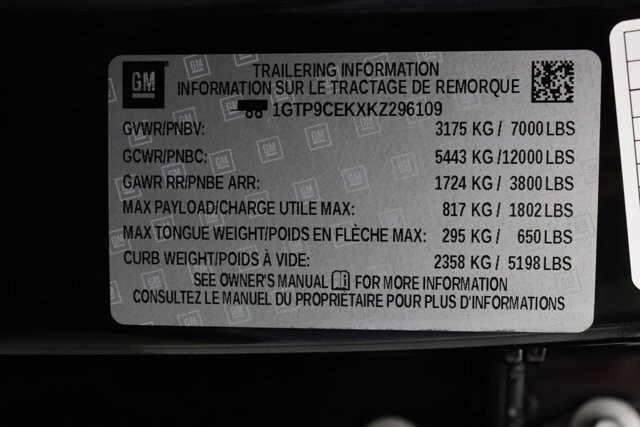 GM
TRAILERING INFORMATION
INFORMATION SUR LE TRACTAGE DE REMORQUE
1GTP9CEKXKZ296109
GVWR/PNBV: 3175 KG / 7000 LBS
GCWR/PNBC: 5443 KG / 12000 LBS
GAWR RR/PNBE ARR: 1724 KG / 3800 LBS
MAX PAYLOAD/CHARGE UTILE MAX: 817 KG / 1802 LBS
MAX TONGUE WEIGHT/POIDS EN FLÈCHE MAX: 295 KG / 650 LBS
CURB WEIGHT/POIDS À VIDE: 2358 KG / 5198 LBS
SEE OWNER'S MANUAL FOR MORE INFORMATION
CONSULTEZ LE MANUEL DU PROPRIÉTAIRE POUR PLUS D'INFORMATIONS